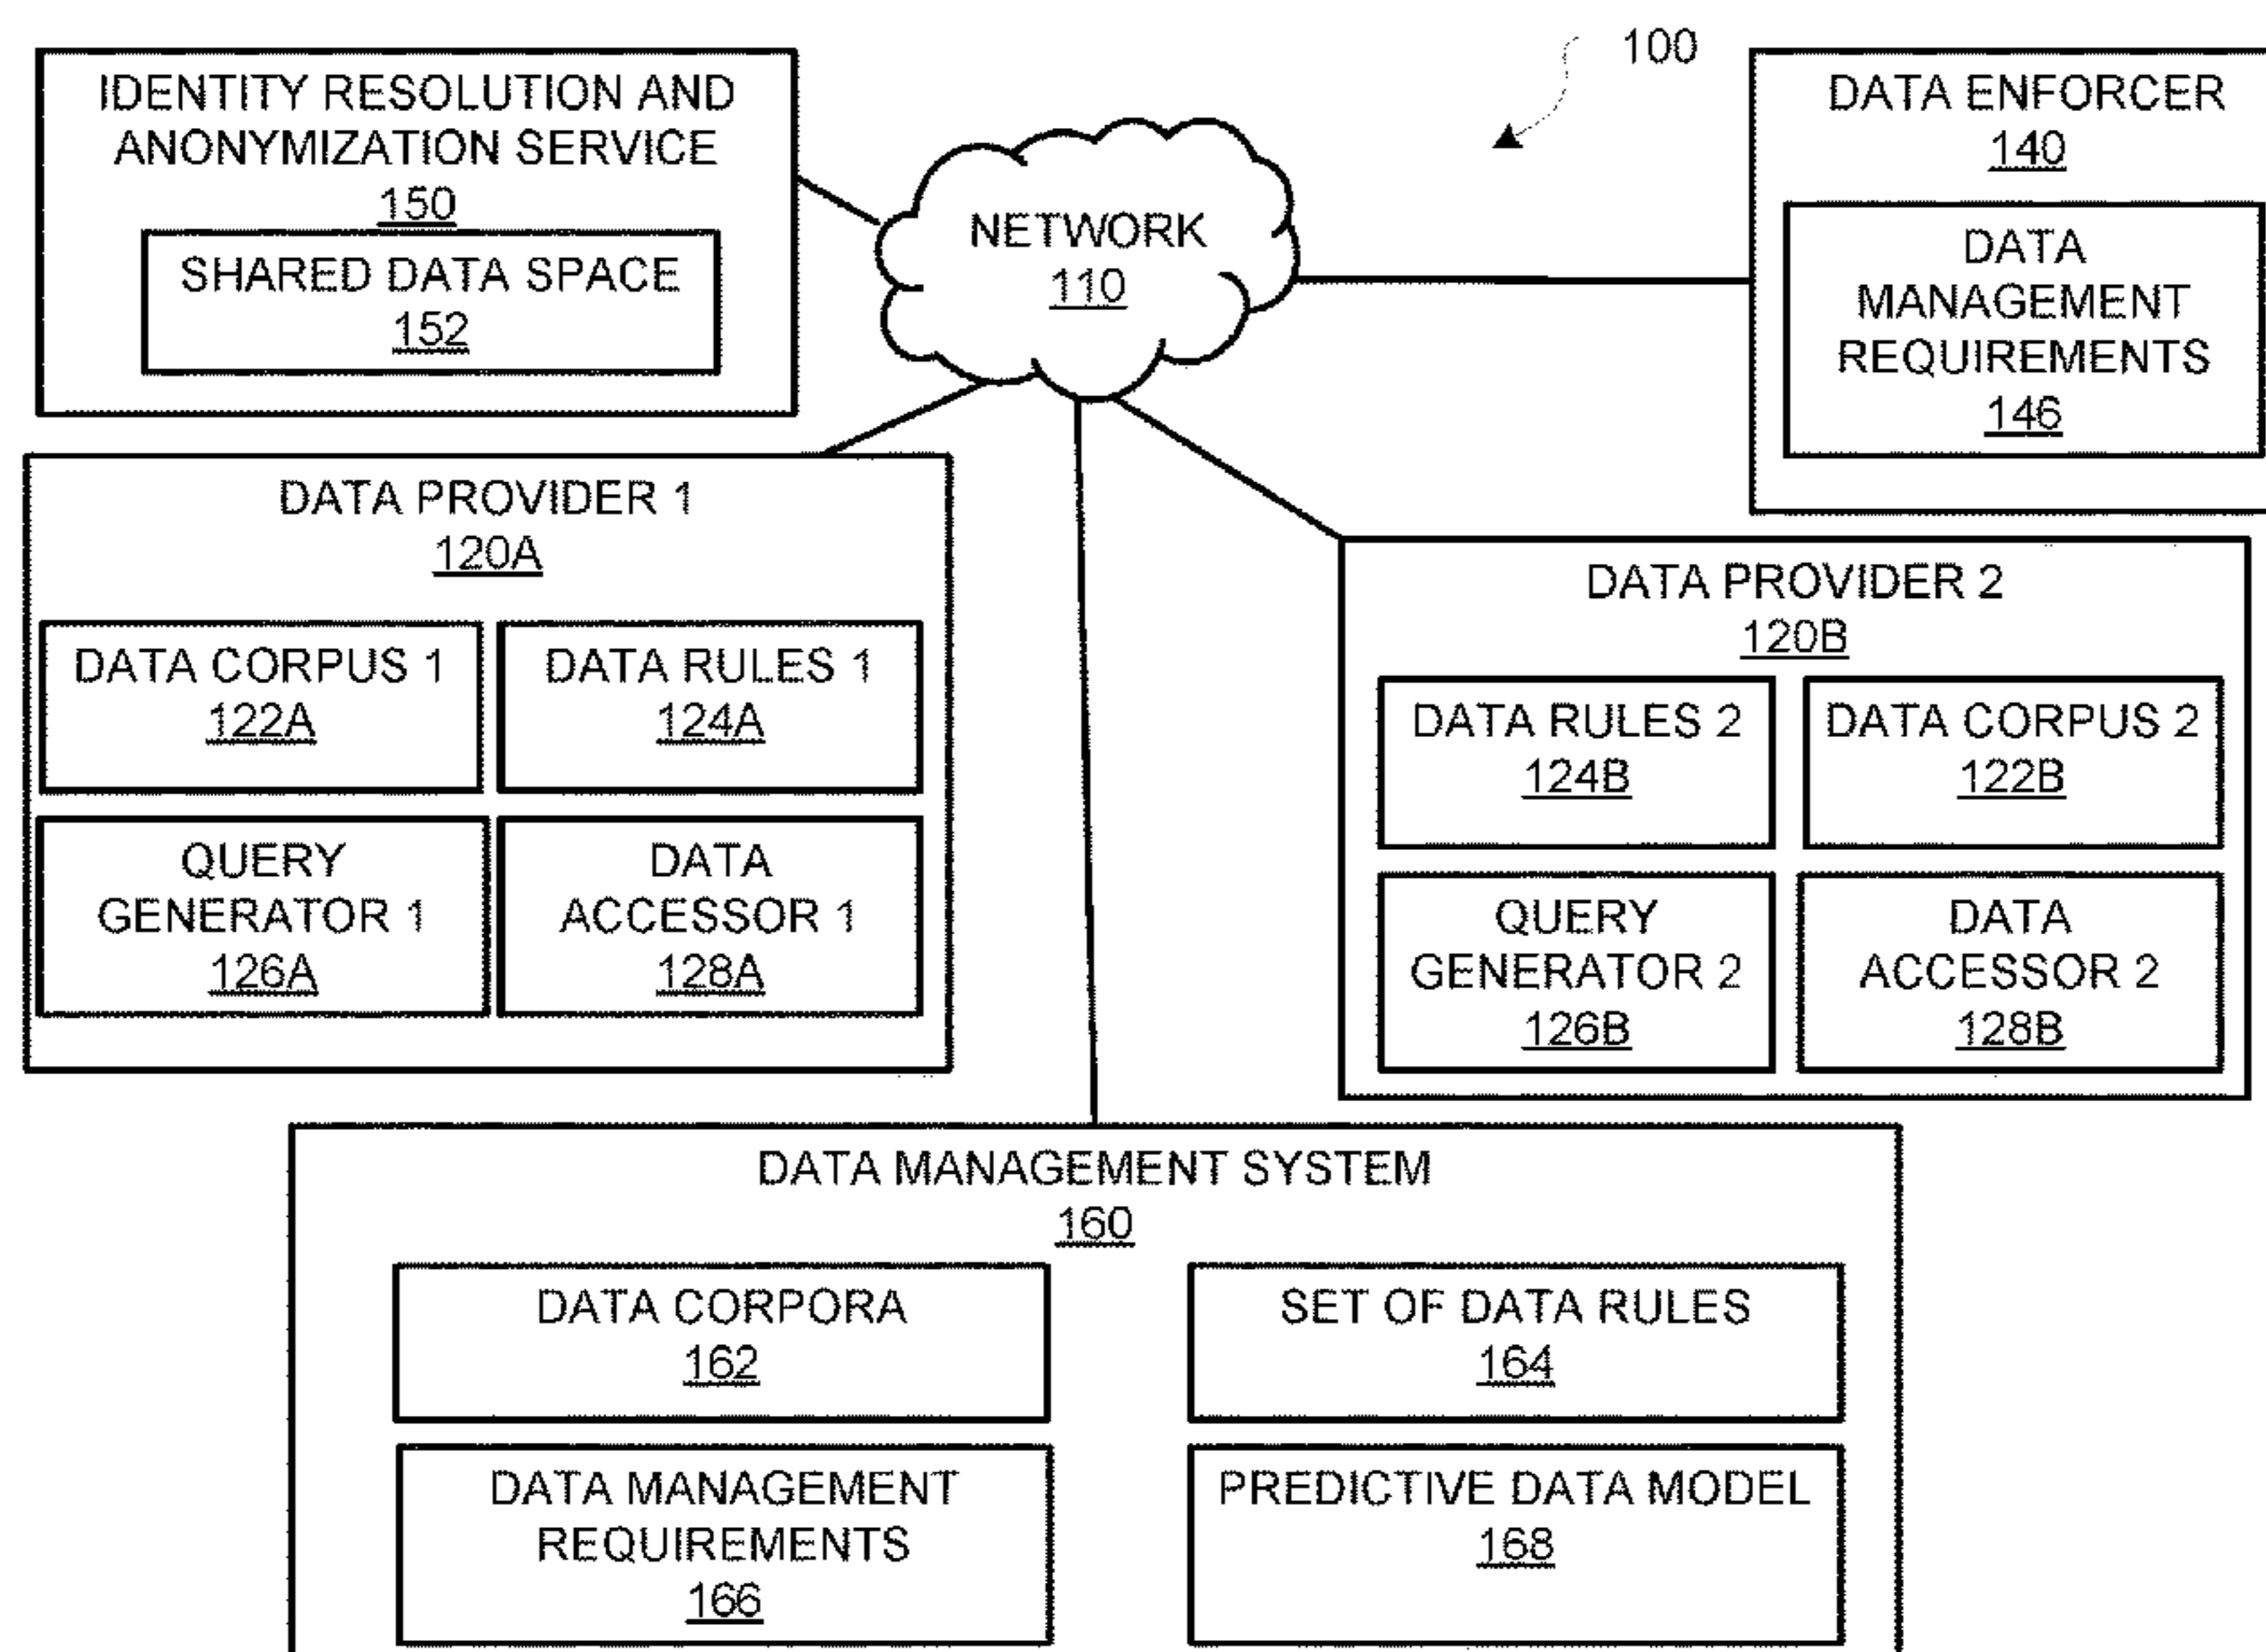 100
IDENTITY RESOLUTION AND
ANONYMIZATION SERVICE
150
SHARED DATA SPACE
152
NETWORK
110
DATA ENFORCER
140
DATA
MANAGEMENT
REQUIREMENTS
146
DATA PROVIDER 1
120A
DATA CORPUS 1
122A
DATA RULES 1
124A
QUERY
GENERATOR 1
126A
DATA
ACCESSOR 1
128A
DATA PROVIDER 2
120B
DATA RULES 2
124B
DATA CORPUS 2
122B
QUERY
GENERATOR 2
126B
DATA
ACCESSOR 2
128B
DATA MANAGEMENT SYSTEM
160
DATA CORPORA
162
SET OF DATA RULES
164
DATA MANAGEMENT
REQUIREMENTS
166
PREDICTIVE DATA MODEL
168